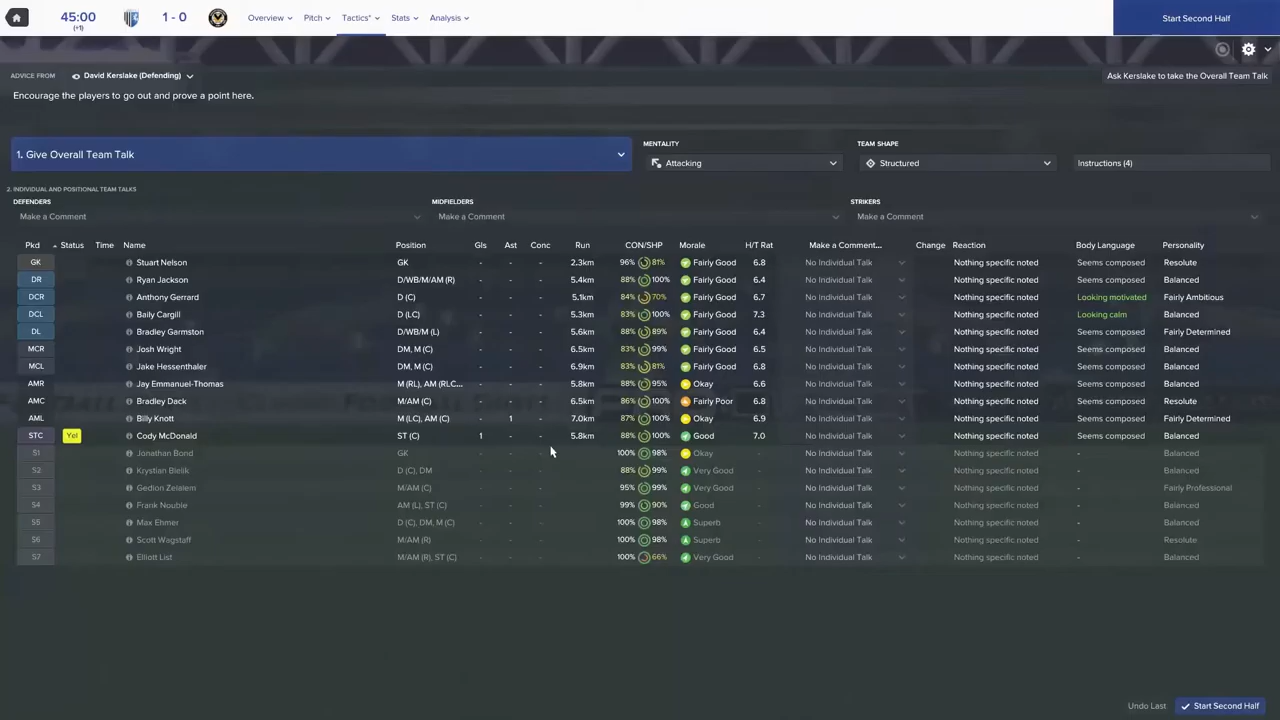 45:00
(+1)
1 - 0
Overview
Pitch
Tactics*
Stats
Analysis
Start Second Half
ADVICE FROM
David Kerslake (Defending)
Ask Kerslake to take the Overall Team Talk
Encourage the players to go out and prove a point here.
1. Give Overall Team Talk
MENTALITY
Attacking
TEAM SHAPE
Structured
Instructions (4)
2. INDIVIDUAL AND POSITIONAL TEAM TALKS
DEFENDERS
Make a Comment
MIDFIELDERS
Make a Comment
STRIKERS
Make a Comment
Pkd Status Time Name Position Gls Ast Conc Run CON/SHP Morale H/T Rat Make a Comment... Change Reaction Body Language Personality
GK Stuart Nelson GK - - - 2.3km 96% 81% Fairly Good 6.8 No Individual Talk Nothing specific noted Seems composed Resolute
DR Ryan Jackson D/WB/M/AM (R) - - - 5.4km 88% 100% Fairly Good 6.4 No Individual Talk Nothing specific noted Seems composed Balanced
DCR Anthony Gerrard D (C) - - - 5.1km 84% 70% Fairly Good 6.7 No Individual Talk Nothing specific noted Looking motivated Fairly Ambitious
DCL Baily Cargill D (LC) - - - 5.3km 83% 100% Fairly Good 7.3 No Individual Talk Nothing specific noted Looking calm Balanced
DL Bradley Garmston D/WB/M (L) - - - 5.6km 88% 89% Fairly Good 6.4 No Individual Talk Nothing specific noted Seems composed Fairly Determined
MCR Josh Wright DM, M (C) - - - 6.5km 83% 99% Fairly Good 6.5 No Individual Talk Nothing specific noted Seems composed Balanced
MCL Jake Hessenthaler DM, M (C) - - - 6.9km 83% 81% Fairly Good 6.8 No Individual Talk Nothing specific noted Seems composed Balanced
AMR Jay Emmanuel-Thomas M (RL), AM (RLC... - - - 5.8km 88% 95% Okay 6.6 No Individual Talk Nothing specific noted Seems composed Balanced
AMC Bradley Dack M/AM (C) - - - 6.5km 86% 100% Fairly Poor 6.8 No Individual Talk Nothing specific noted Seems composed Resolute
AML Billy Knott M (LC), AM (C) - 1 - 7.0km 87% 100% Okay 6.9 No Individual Talk Nothing specific noted Seems composed Fairly Determined
STC Yel Cody McDonald ST (C) 1 - - 5.8km 88% 100% Good 7.0 No Individual Talk Nothing specific noted Seems composed Balanced
S1 Jonathan Bond GK - - - 100% 98% Okay - No Individual Talk Nothing specific noted - Balanced
S2 Krystian Bielik D (C), DM - - - 88% 99% Very Good - No Individual Talk Nothing specific noted - Balanced
S3 Gedion Zelalem M/AM (C) - - - 95% 99% Very Good - No Individual Talk Nothing specific noted - Fairly Professional
S4 Frank Nouble AM (L), ST (C) - - - 99% 90% Good - No Individual Talk Nothing specific noted - Balanced
S5 Max Ehmer D (C), DM, M (C) - - - 100% 98% Superb - No Individual Talk Nothing specific noted - Balanced
S6 Scott Wagstaff M/AM (R) - - - 100% 98% Superb - No Individual Talk Nothing specific noted - Resolute
S7 Elliott List M/AM (R), ST (C) - - - 100% 66% Very Good - No Individual Talk Nothing specific noted - Balanced
Undo Last
Start Second Half